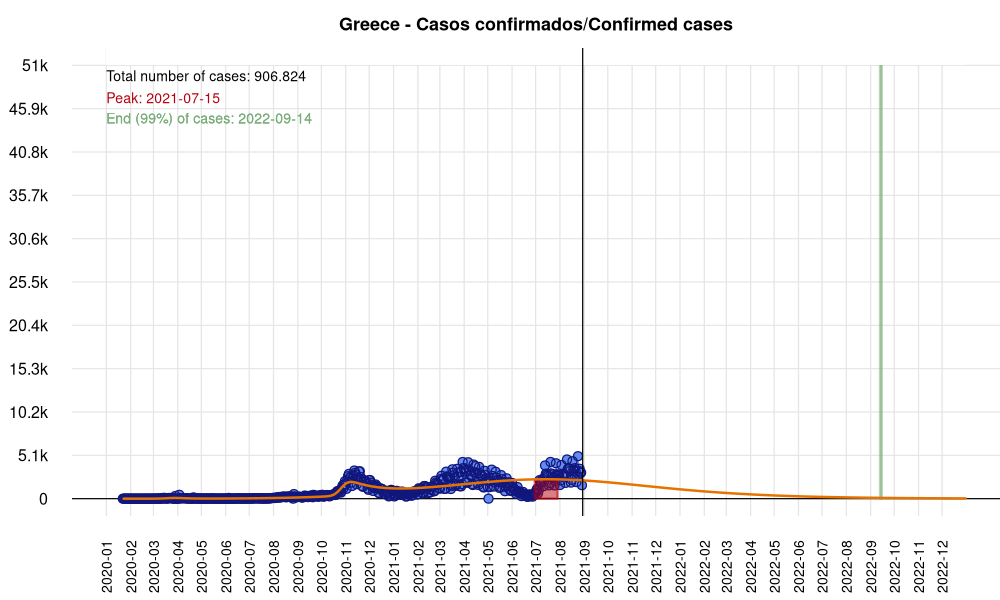 Greece - Casos confirmados/Confirmed cases
Total number of cases: 906.824
Peak: 2021-07-15
End (99%) of cases: 2022-09-14
51k
45.9k
40.8k
35.7k
30.6k
25.5k
20.4k
15.3k
10.2k
5.1k
0
2020-01
2020-02
2020-03
2020-04
2020-05
2020-06
2020-07
2020-08
2020-09
2020-10
2020-11
2020-12
2021-01
2021-02
2021-03
2021-04
2021-05
2021-06
2021-07
2021-08
2021-09
2021-10
2021-11
2021-12
2022-01
2022-02
2022-03
2022-04
2022-05
2022-06
2022-07
2022-08
2022-09
2022-10
2022-11
2022-12